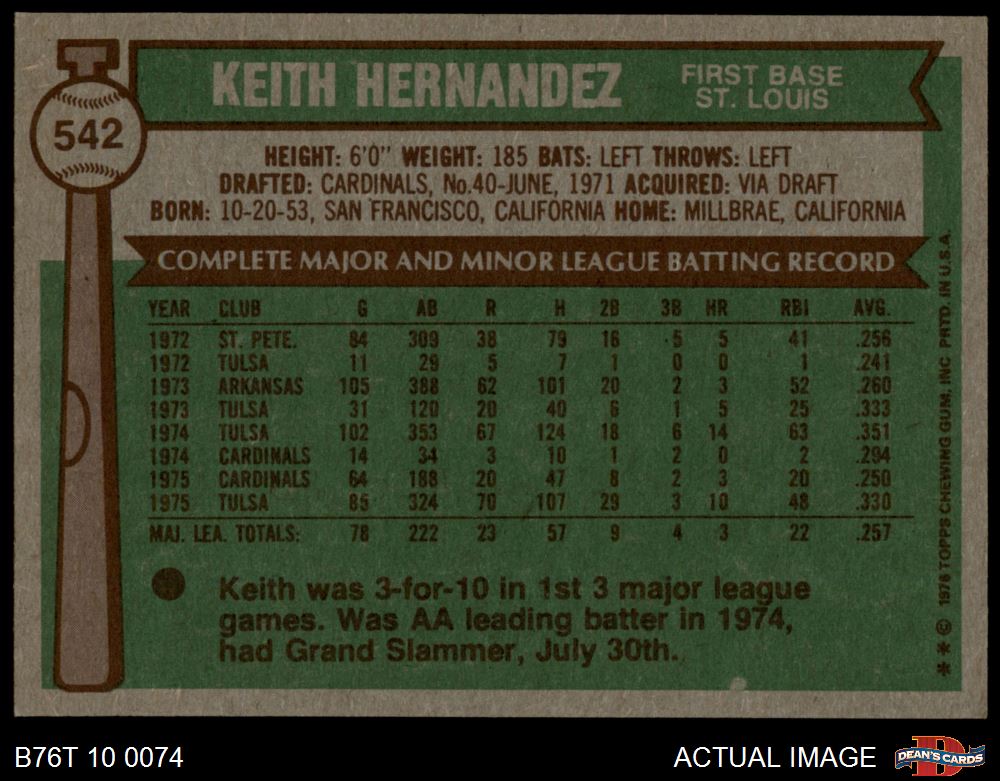 KEITH HERNANDEZ
FIRST BASE
ST. LOUIS
542
HEIGHT: 6'0" WEIGHT: 185 BATS: LEFT THROWS: LEFT
DRAFTED: CARDINALS, No.40-JUNE, 1971 ACQUIRED: VIA DRAFT
BORN: 10-20-53, SAN FRANCISCO, CALIFORNIA HOME: MILLBRAE, CALIFORNIA
COMPLETE MAJOR AND MINOR LEAGUE BATTING RECORD
YEAR CLUB G AB R H 2B 3B HR RBI AVG.
1972 ST. PETE. 84 309 38 79 16 5 5 41 .256
1972 TULSA 11 29 5 7 1 0 0 1 .241
1973 ARKANSAS 105 388 62 101 20 2 3 52 .260
1973 TULSA 31 120 20 40 6 1 5 25 .333
1974 TULSA 102 353 67 124 18 6 14 63 .351
1974 CARDINALS 14 34 3 10 1 2 0 2 .294
1975 CARDINALS 64 188 20 47 8 2 3 20 .250
1975 TULSA 85 324 70 107 29 3 10 48 .330
MAJ. LEA. TOTALS: 78 222 23 57 9 4 3 22 .257
Keith was 3-for-10 in 1st 3 major league
games. Was AA leading batter in 1974,
had Grand Slammer, July 30th.
** © 1976 TOPPS CHEWING GUM, INC. PRTD. IN U.S.A.
B76T 10 0074
ACTUAL IMAGE
D
DEAN'S CARDS